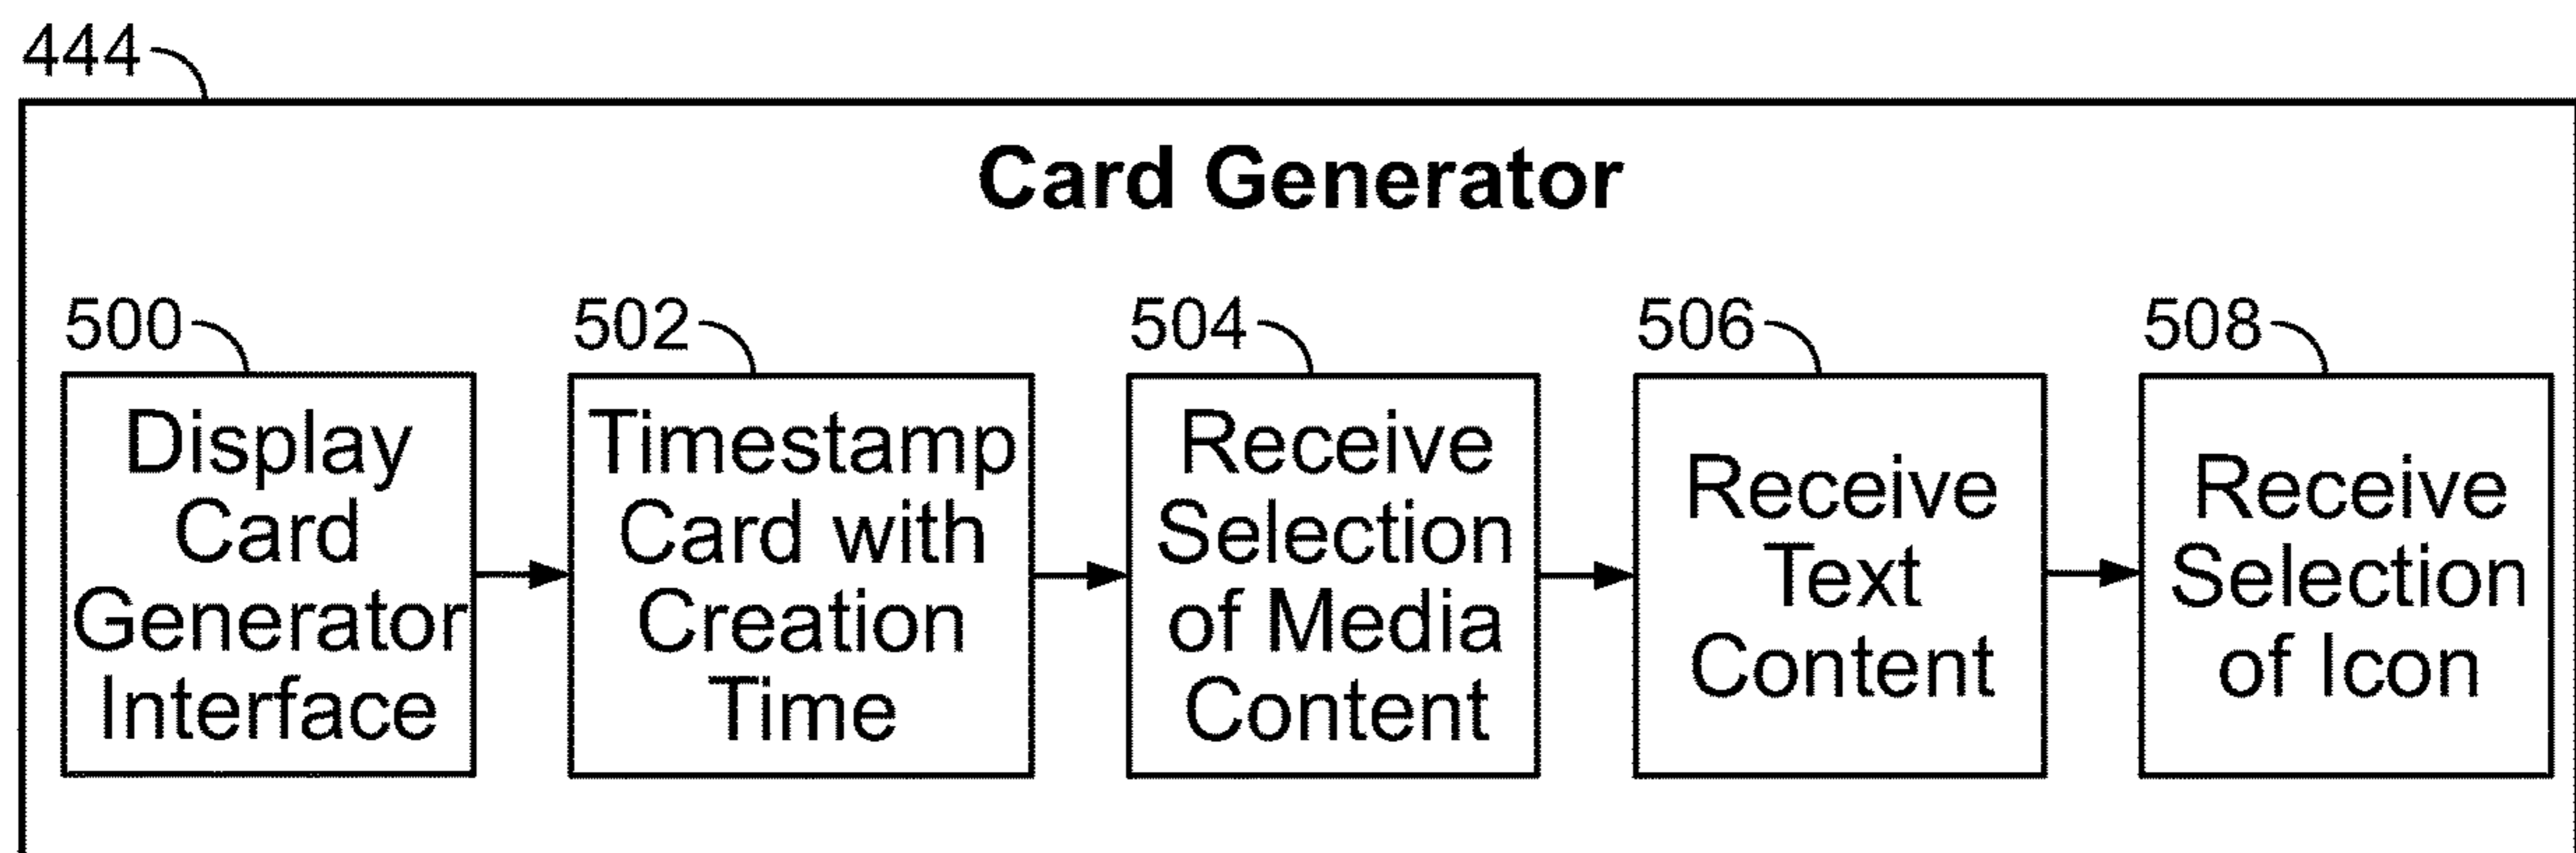 444
Card Generator
500
Display
Card
Generator
Interface
502
Timestamp
Card with
Creation
Time
504
Receive
Selection
of Media
Content
506
Receive
Text
Content
508
Receive
Selection
of Icon